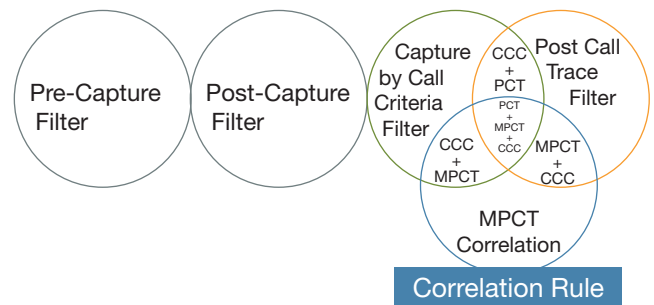 Pre-Capture
Filter
Post-Capture
Filter
Capture
by Call
Criteria
Filter
CCC
+
PCT
Post Call
Trace
Filter
PCT
+
MPCT
+
CCC
CCC
+
MPCT
MPCT
+
CCC
MPCT
Correlation
Correlation Rule